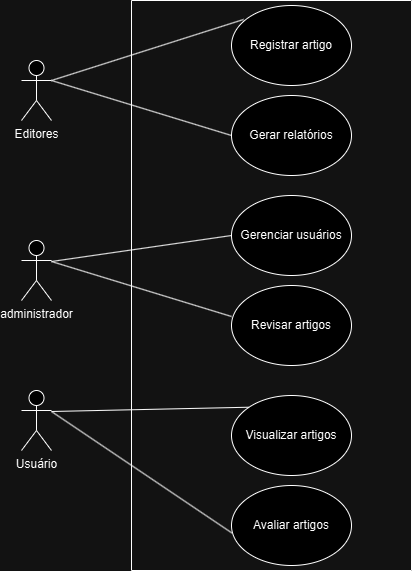 Registrar artigo
Editores
Gerar relatórios
Gerenciar usuários
administrador
Revisar artigos
Visualizar artigos
Usuário
Avaliar artigos